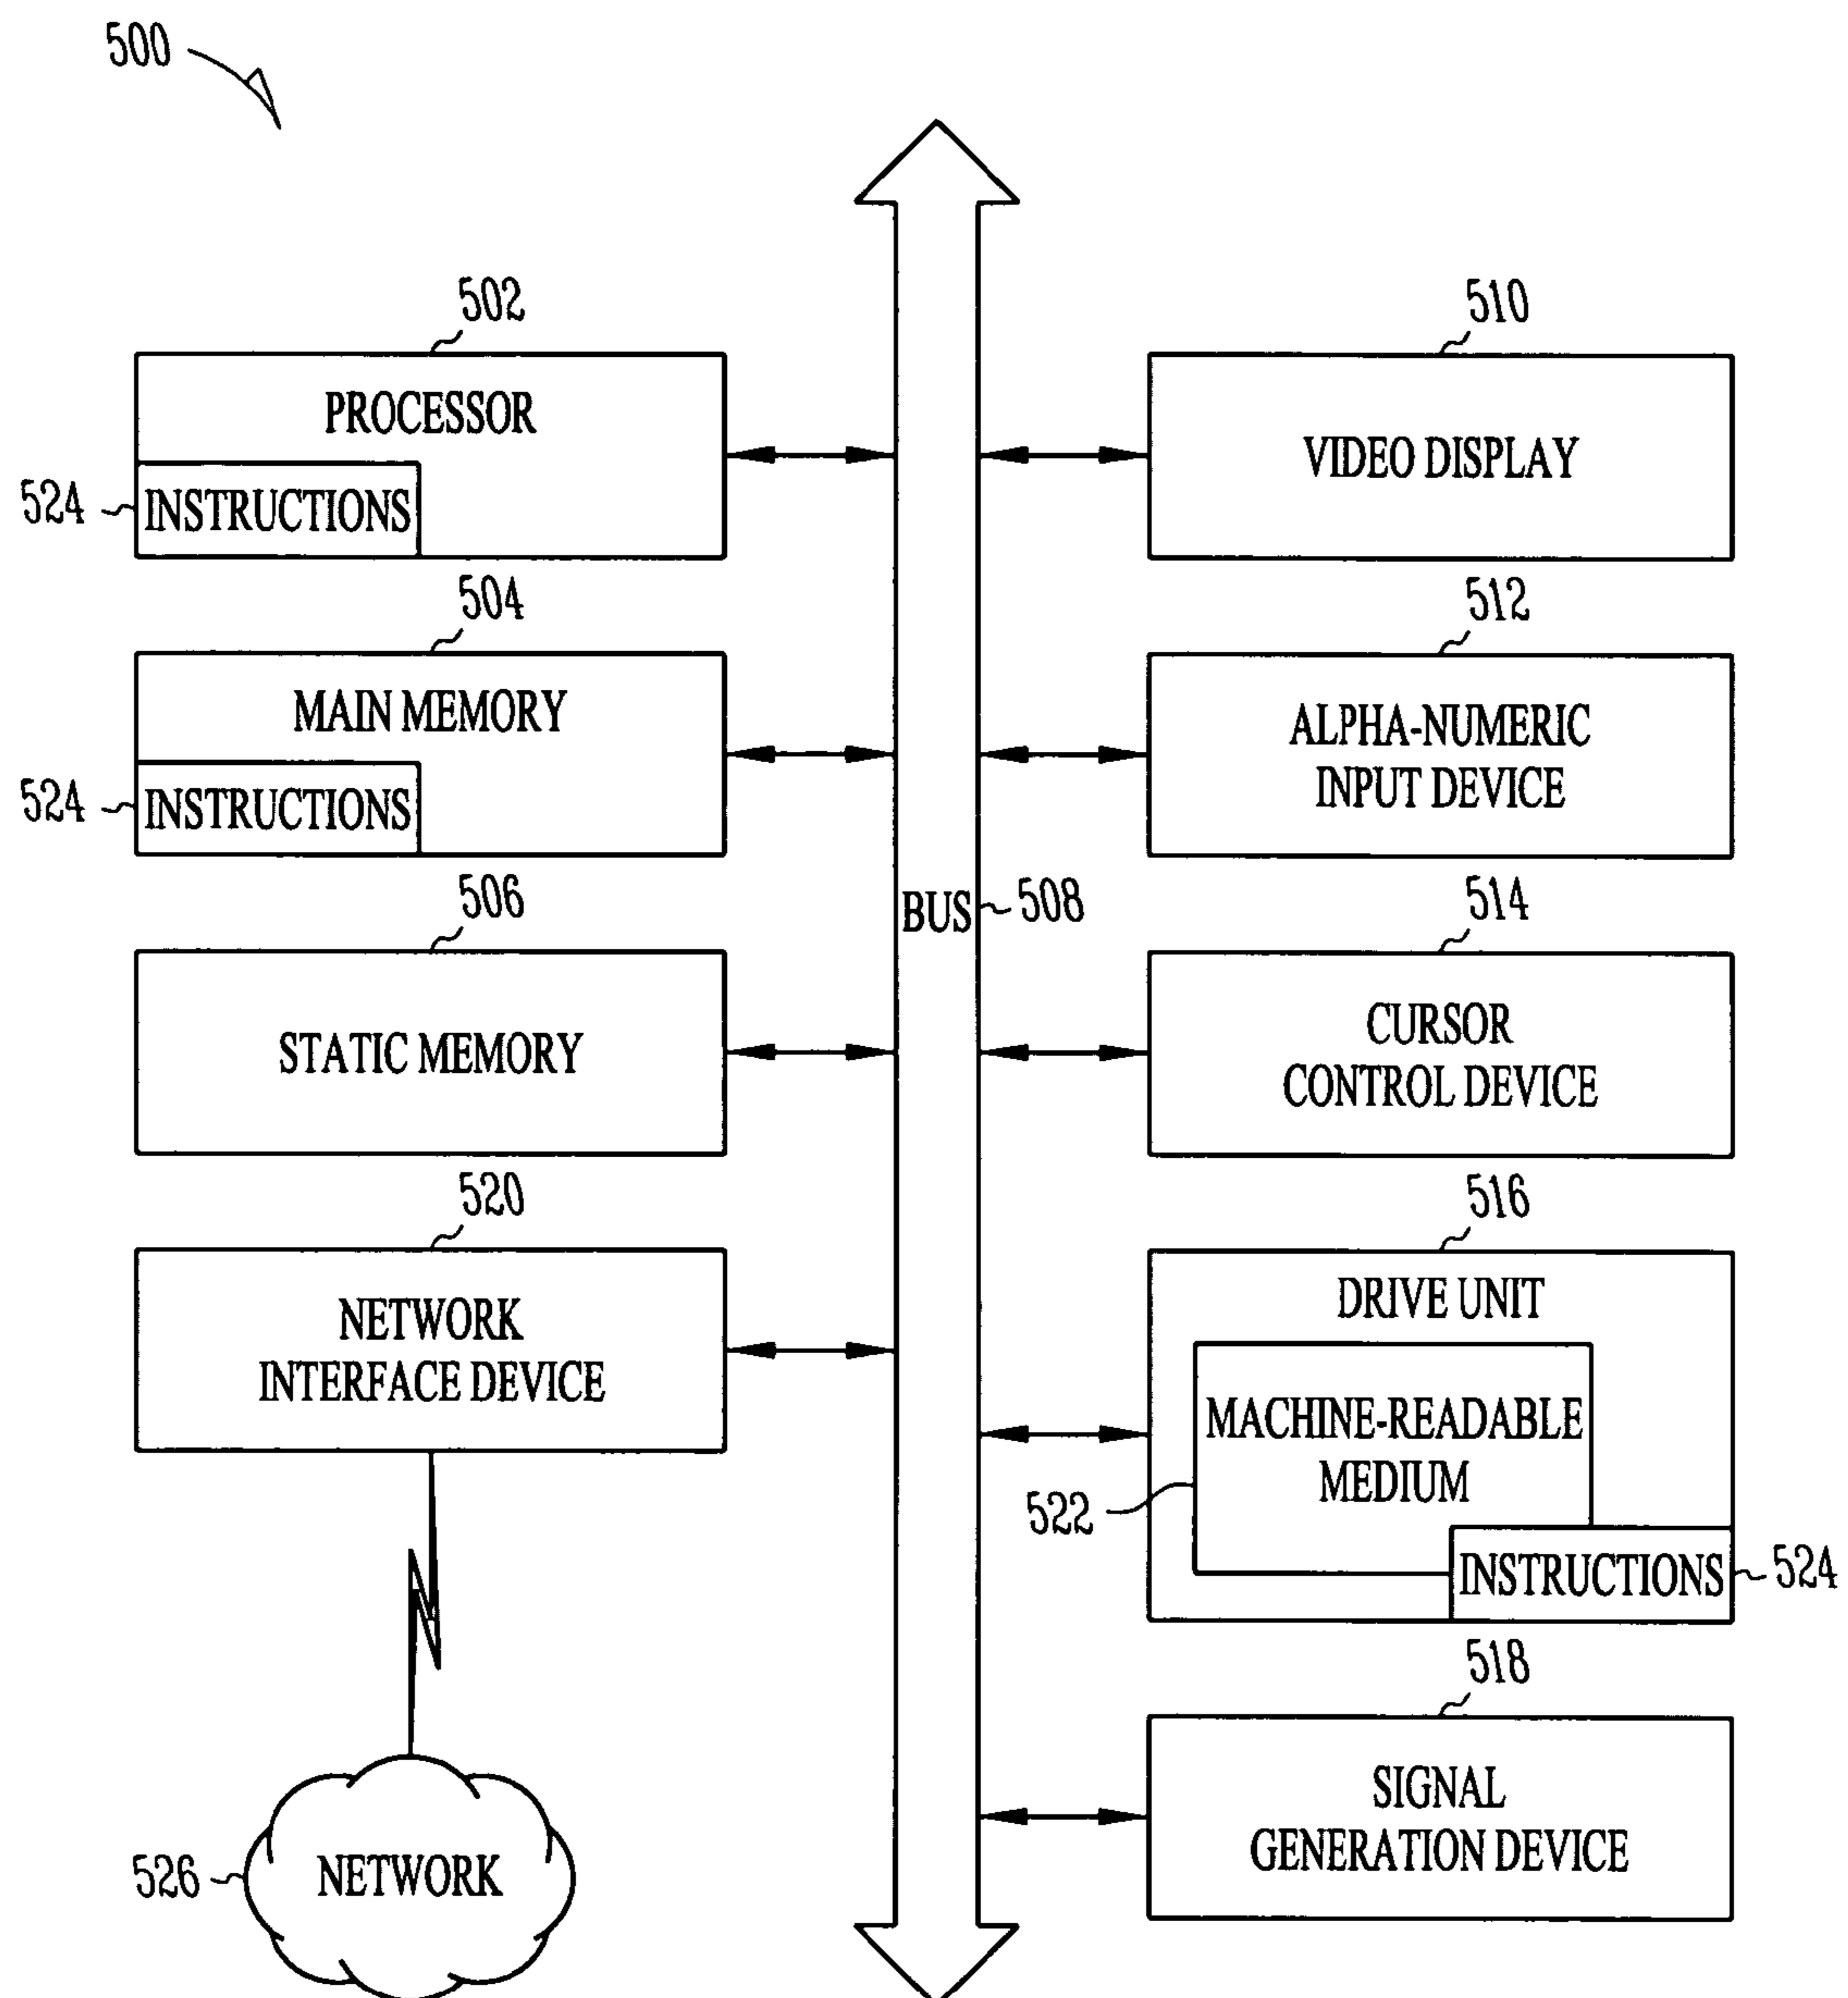 500
502
PROCESSOR
524
INSTRUCTIONS
504
MAIN MEMORY
524
INSTRUCTIONS
506
STATIC MEMORY
520
NETWORK
INTERFACE DEVICE
526
NETWORK
BUS
508
510
VIDEO DISPLAY
512
ALPHA-NUMERIC
INPUT DEVICE
514
CURSOR
CONTROL DEVICE
516
DRIVE UNIT
MACHINE-READABLE
MEDIUM
522
INSTRUCTIONS
524
518
SIGNAL
GENERATION DEVICE